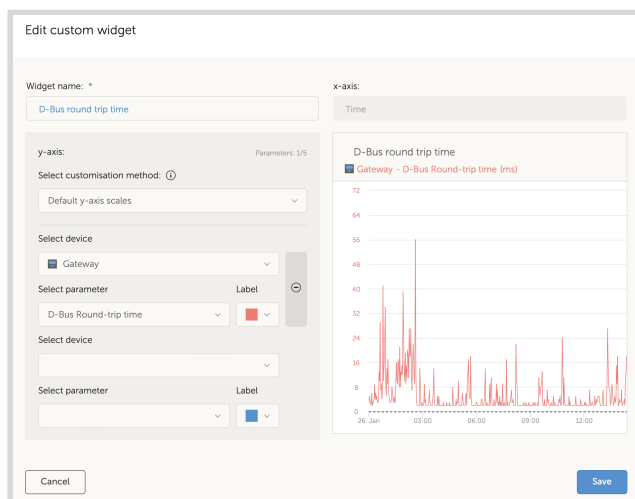 Edit custom widget
Widget name: *
D-Bus round trip time
x-axis:
Time
y-axis:
Parameters: 1/5
Select customisation method:
Default y-axis scales
Select device
Gateway
Select parameter
Label
D-Bus Round-trip time
Select device
Select parameter
Label
D-Bus round trip time
Gateway - D-Bus Round-trip time (ms)
72
64
56
48
40
32
24
16
8
0
26. Jan 03:00 06:00 09:00 12:00
Cancel
Save